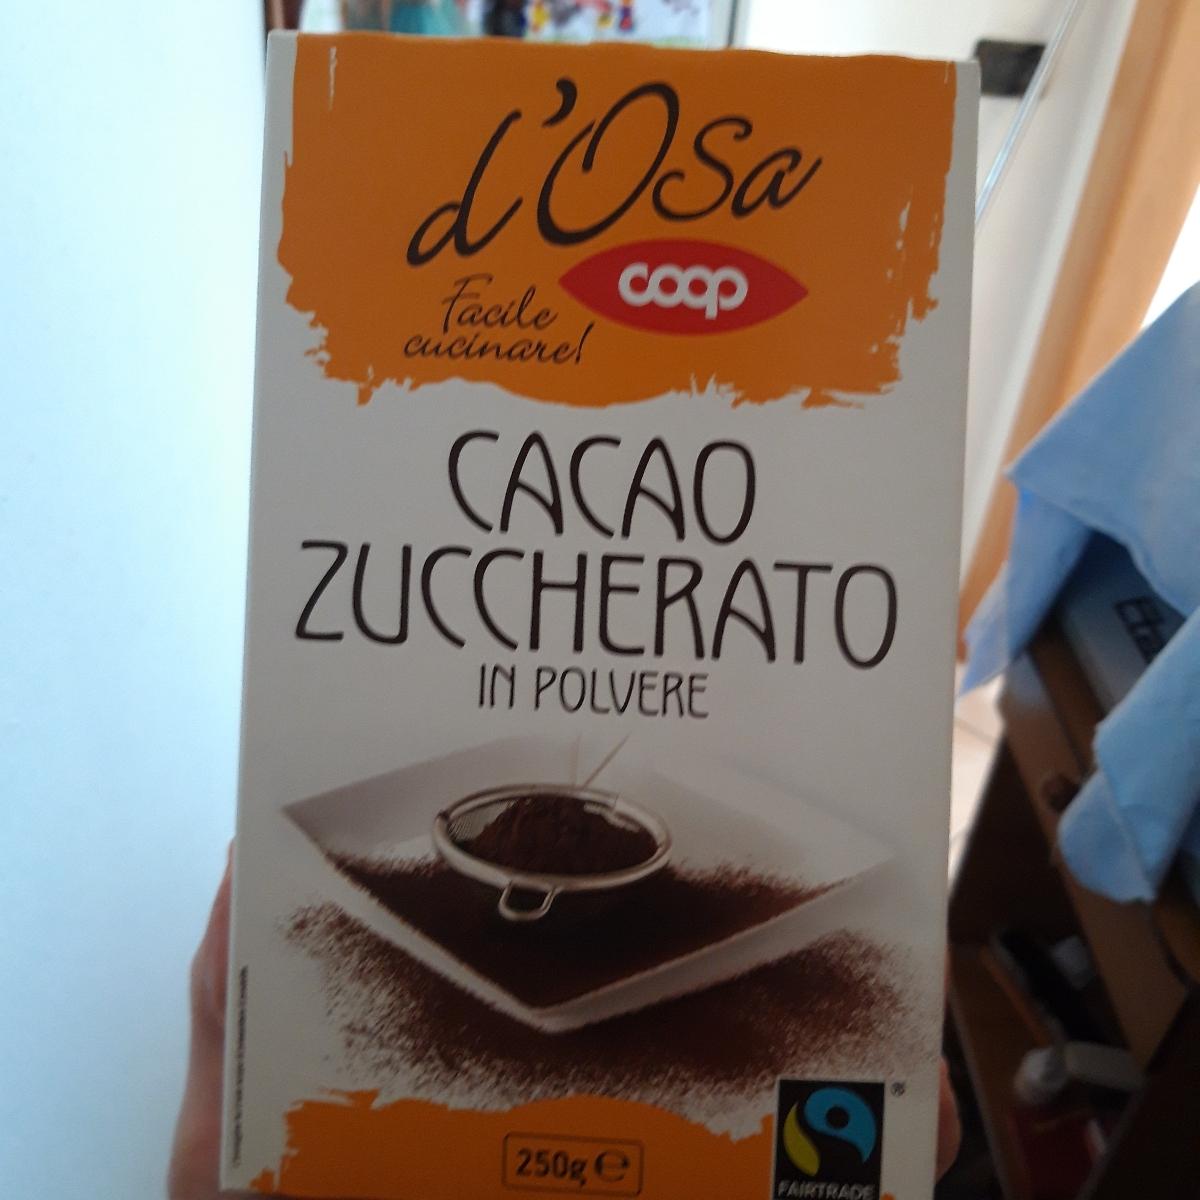 d'Osa
coop
Facile
cucinare!
CACAO
ZUCCHERATO
IN POLVERE
250g ℮
®
FAIRTRADE